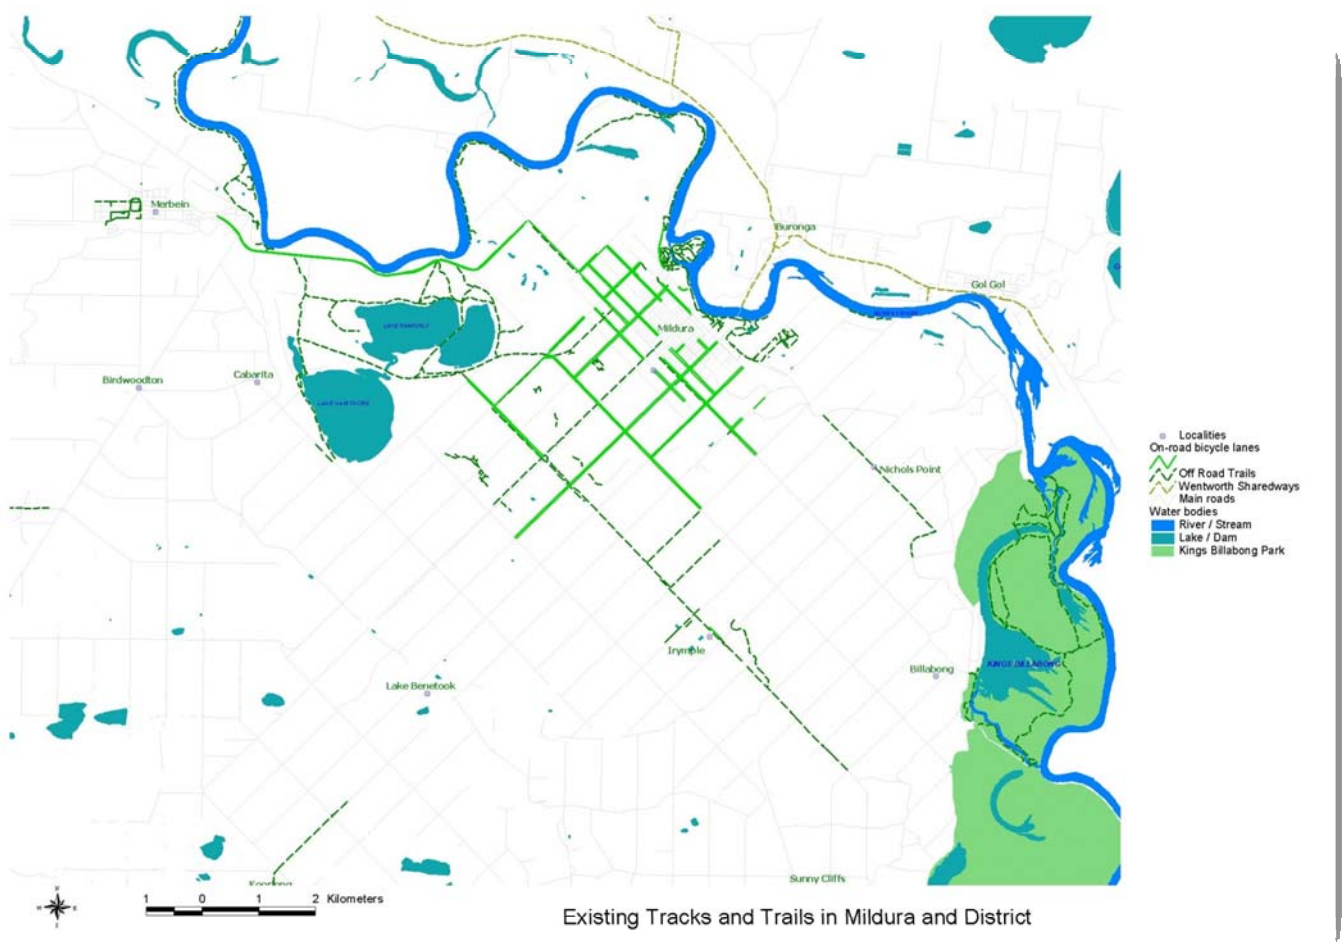 Merbein
Buronga
Gol Gol
Mildura
Birdwoodton
Cabarita
Nichols Point
Irymple
Billabong
KINGS BILLABONG
Lake Benetook
Sunny Cliffs
Localities
On-road bicycle lanes
Off Road Trails
Wentworth Sharedways
Main roads
Water bodies
River / Stream
Lake / Dam
Kings Billabong Park
1 0 1 2 Kilometers
Existing Tracks and Trails in Mildura and District